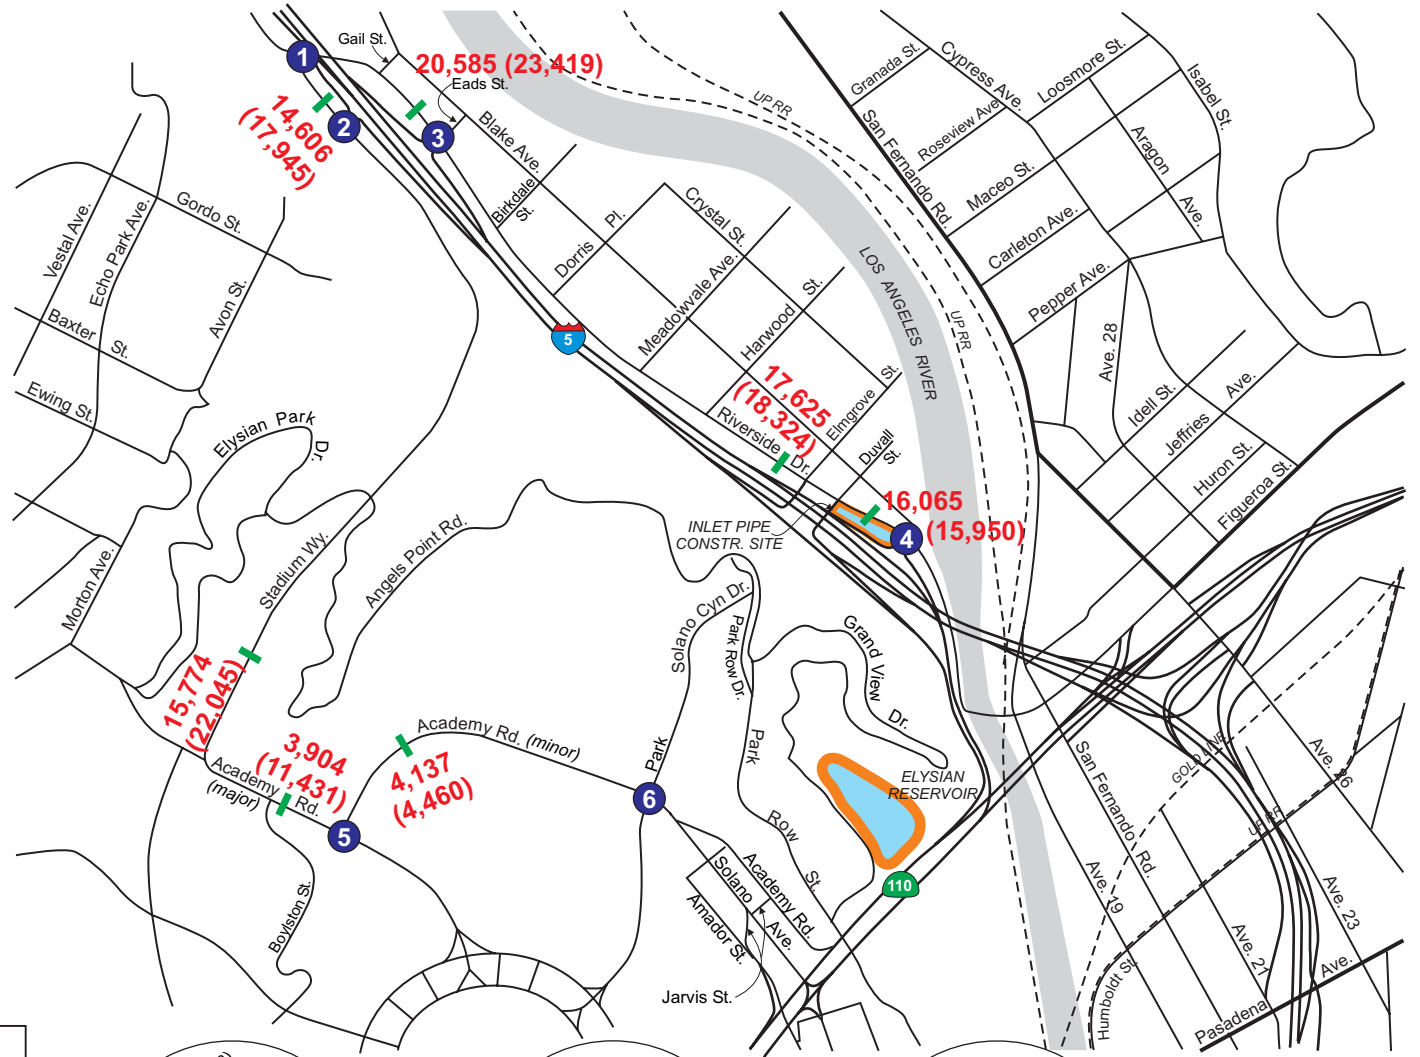 1
Gail St.
20,585 (23,419)
Eads St.
14,606
(17,945)
2
3
Blake Ave.
Birkdale
St.
UP RR
Granada St.
Cypress Ave.
Loosmore St.
Isabel St.
San Fernando Rd.
Roseview Ave.
Aragon
Ave.
Maceo St.
Carleton Ave.
Pepper Ave.
Vestal Ave.
Echo Park Ave.
Gordo St.
Avon St.
Baxter
St.
Ewing St.
Dorris
Pl.
Crystal St.
Meadowvale Ave.
Harwood
St.
LOS ANGELES RIVER
UP RR
5
Ave. 28
Idell St.
Jeffries
Ave.
Huron St.
Figueroa St.
17,625
(18,324)
Riverside
Dr.
Elmgrove
St.
Duvall
St.
Elysian Park
Dr.
16,065
(15,950)
4
INLET PIPE
CONSTR. SITE
Angels Point Rd.
Stadium Wy.
Morton Ave.
Solano Cyn Dr.
Park Row Dr.
Grand View
Dr.
15,774
(22,045)
3,904
(11,431)
Academy Rd.
(major)
Academy Rd. (minor)
4,137
(4,460)
5
6
Park
Park
Row
St.
ELYSIAN
RESERVOIR
110
San Fernando
Rd.
GOLD LINE
UP RR
Ave. 26
Ave. 19
Ave. 21
Ave. 23
Boylston St.
Solano
Ave.
Academy Rd.
Amador St.
Jarvis St.
Humboldt St.
Pasadena
Ave.